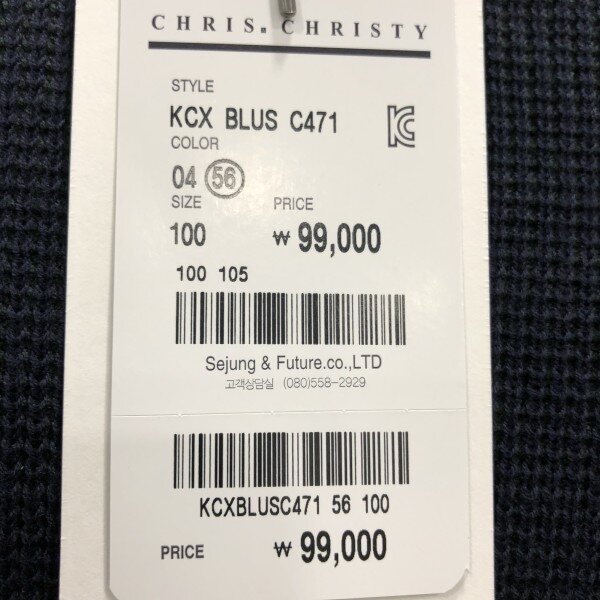 CHRIS. CHRISTY
STYLE
KCX BLUS C471
COLOR
04 56
SIZE PRICE
100 ₩ 99,000
100 105
Sejung & Future.co.,LTD
고객상담실 (080)558-2929
KCXBLUSC471 56 100
PRICE ₩ 99,000